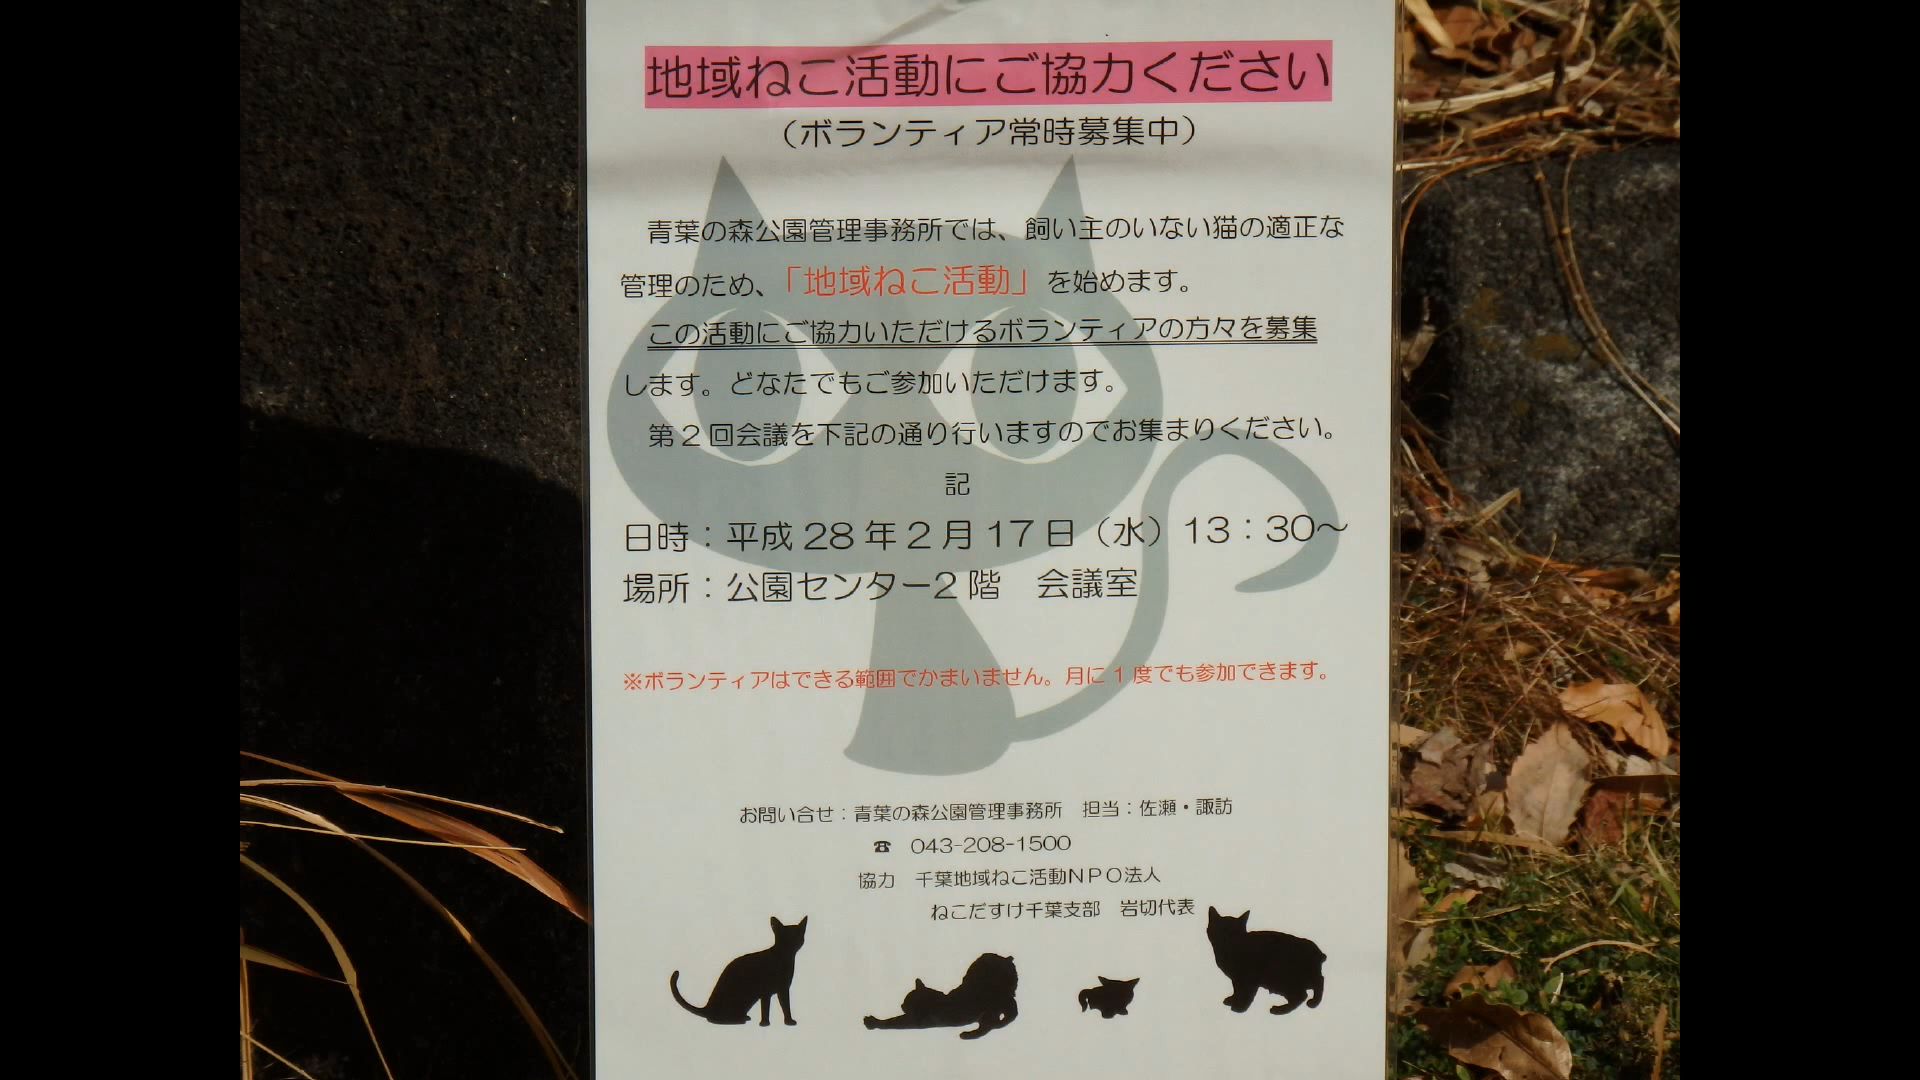 地域ねこ活動にご協力ください
（ボランティア常時募集中）
青葉の森公園管理事務所では、飼い主のいない猫の適正な
管理のため、「地域ねこ活動」を始めます。
この活動にご協力いただけるボランティアの方々を募集
します。どなたでもご参加いただけます。
第2回会議を下記の通り行いますのでお集まりください。
記
日時：平成28年2月17日（水）13：30～
場所：公園センター2階　会議室
※ボランティアはできる範囲でかまいません。月に1度でも参加できます。
お問い合せ：青葉の森公園管理事務所　担当：佐瀬・諏訪
☎　043-208-1500
協力　千葉地域ねこ活動ＮＰＯ法人
ねこだすけ千葉支部　岩切代表